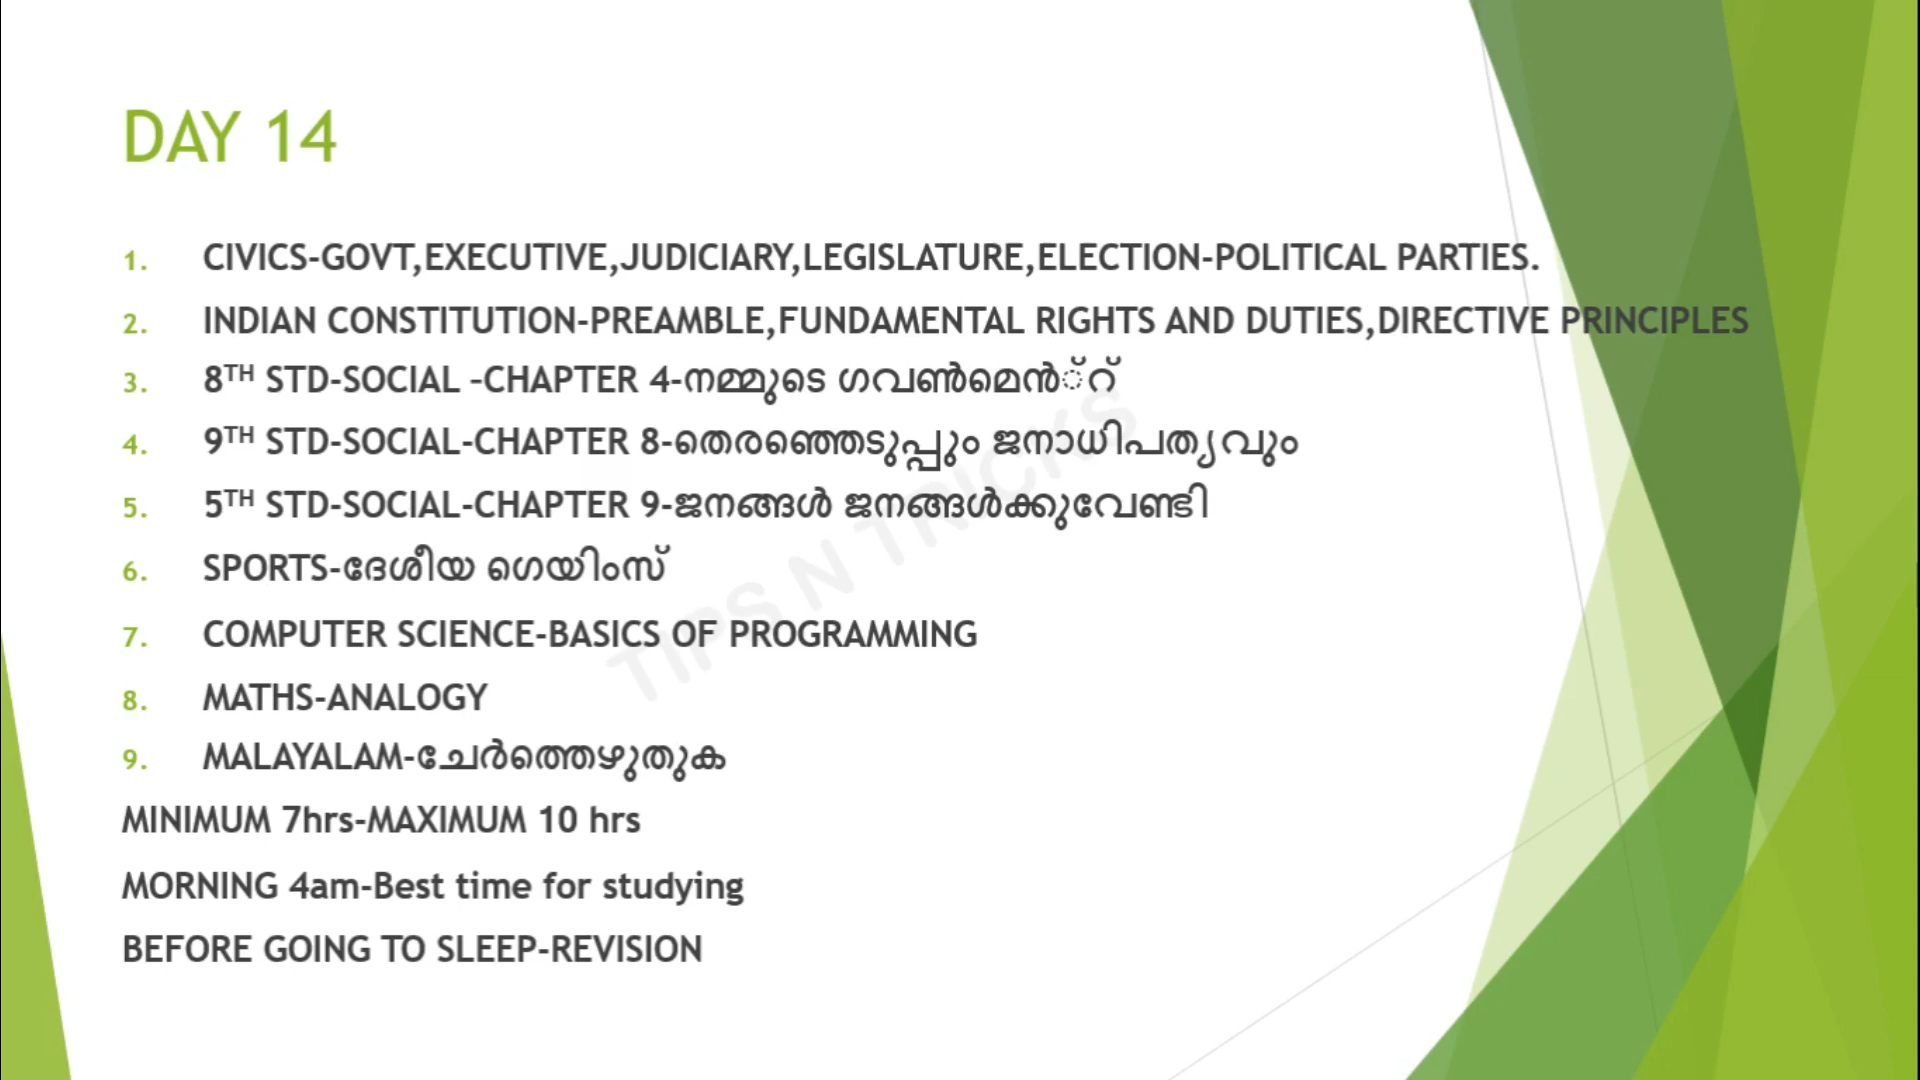 DAY 14
1. CIVICS-GOVT,EXECUTIVE,JUDICIARY,LEGISLATURE,ELECTION-POLITICAL PARTIES.
2. INDIAN CONSTITUTION-PREAMBLE,FUNDAMENTAL RIGHTS AND DUTIES,DIRECTIVE PRINCIPLES
3. 8TH STD-SOCIAL –CHAPTER 4-നമ്മുടെ ഗവൺമെൻ്റ്
4. 9TH STD-SOCIAL-CHAPTER 8-തെരഞ്ഞെടുപ്പും ജനാധിപത്യവും
5. 5TH STD-SOCIAL-CHAPTER 9-ജനങ്ങൾ ജനങ്ങൾക്കുവേണ്ടി
6. SPORTS-ദേശീയ ഗെയിംസ്
7. COMPUTER SCIENCE-BASICS OF PROGRAMMING
8. MATHS-ANALOGY
9. MALAYALAM-ചേർത്തെഴുതുക
MINIMUM 7hrs-MAXIMUM 10 hrs
MORNING 4am-Best time for studying
BEFORE GOING TO SLEEP-REVISION
TIPS N TRICKS